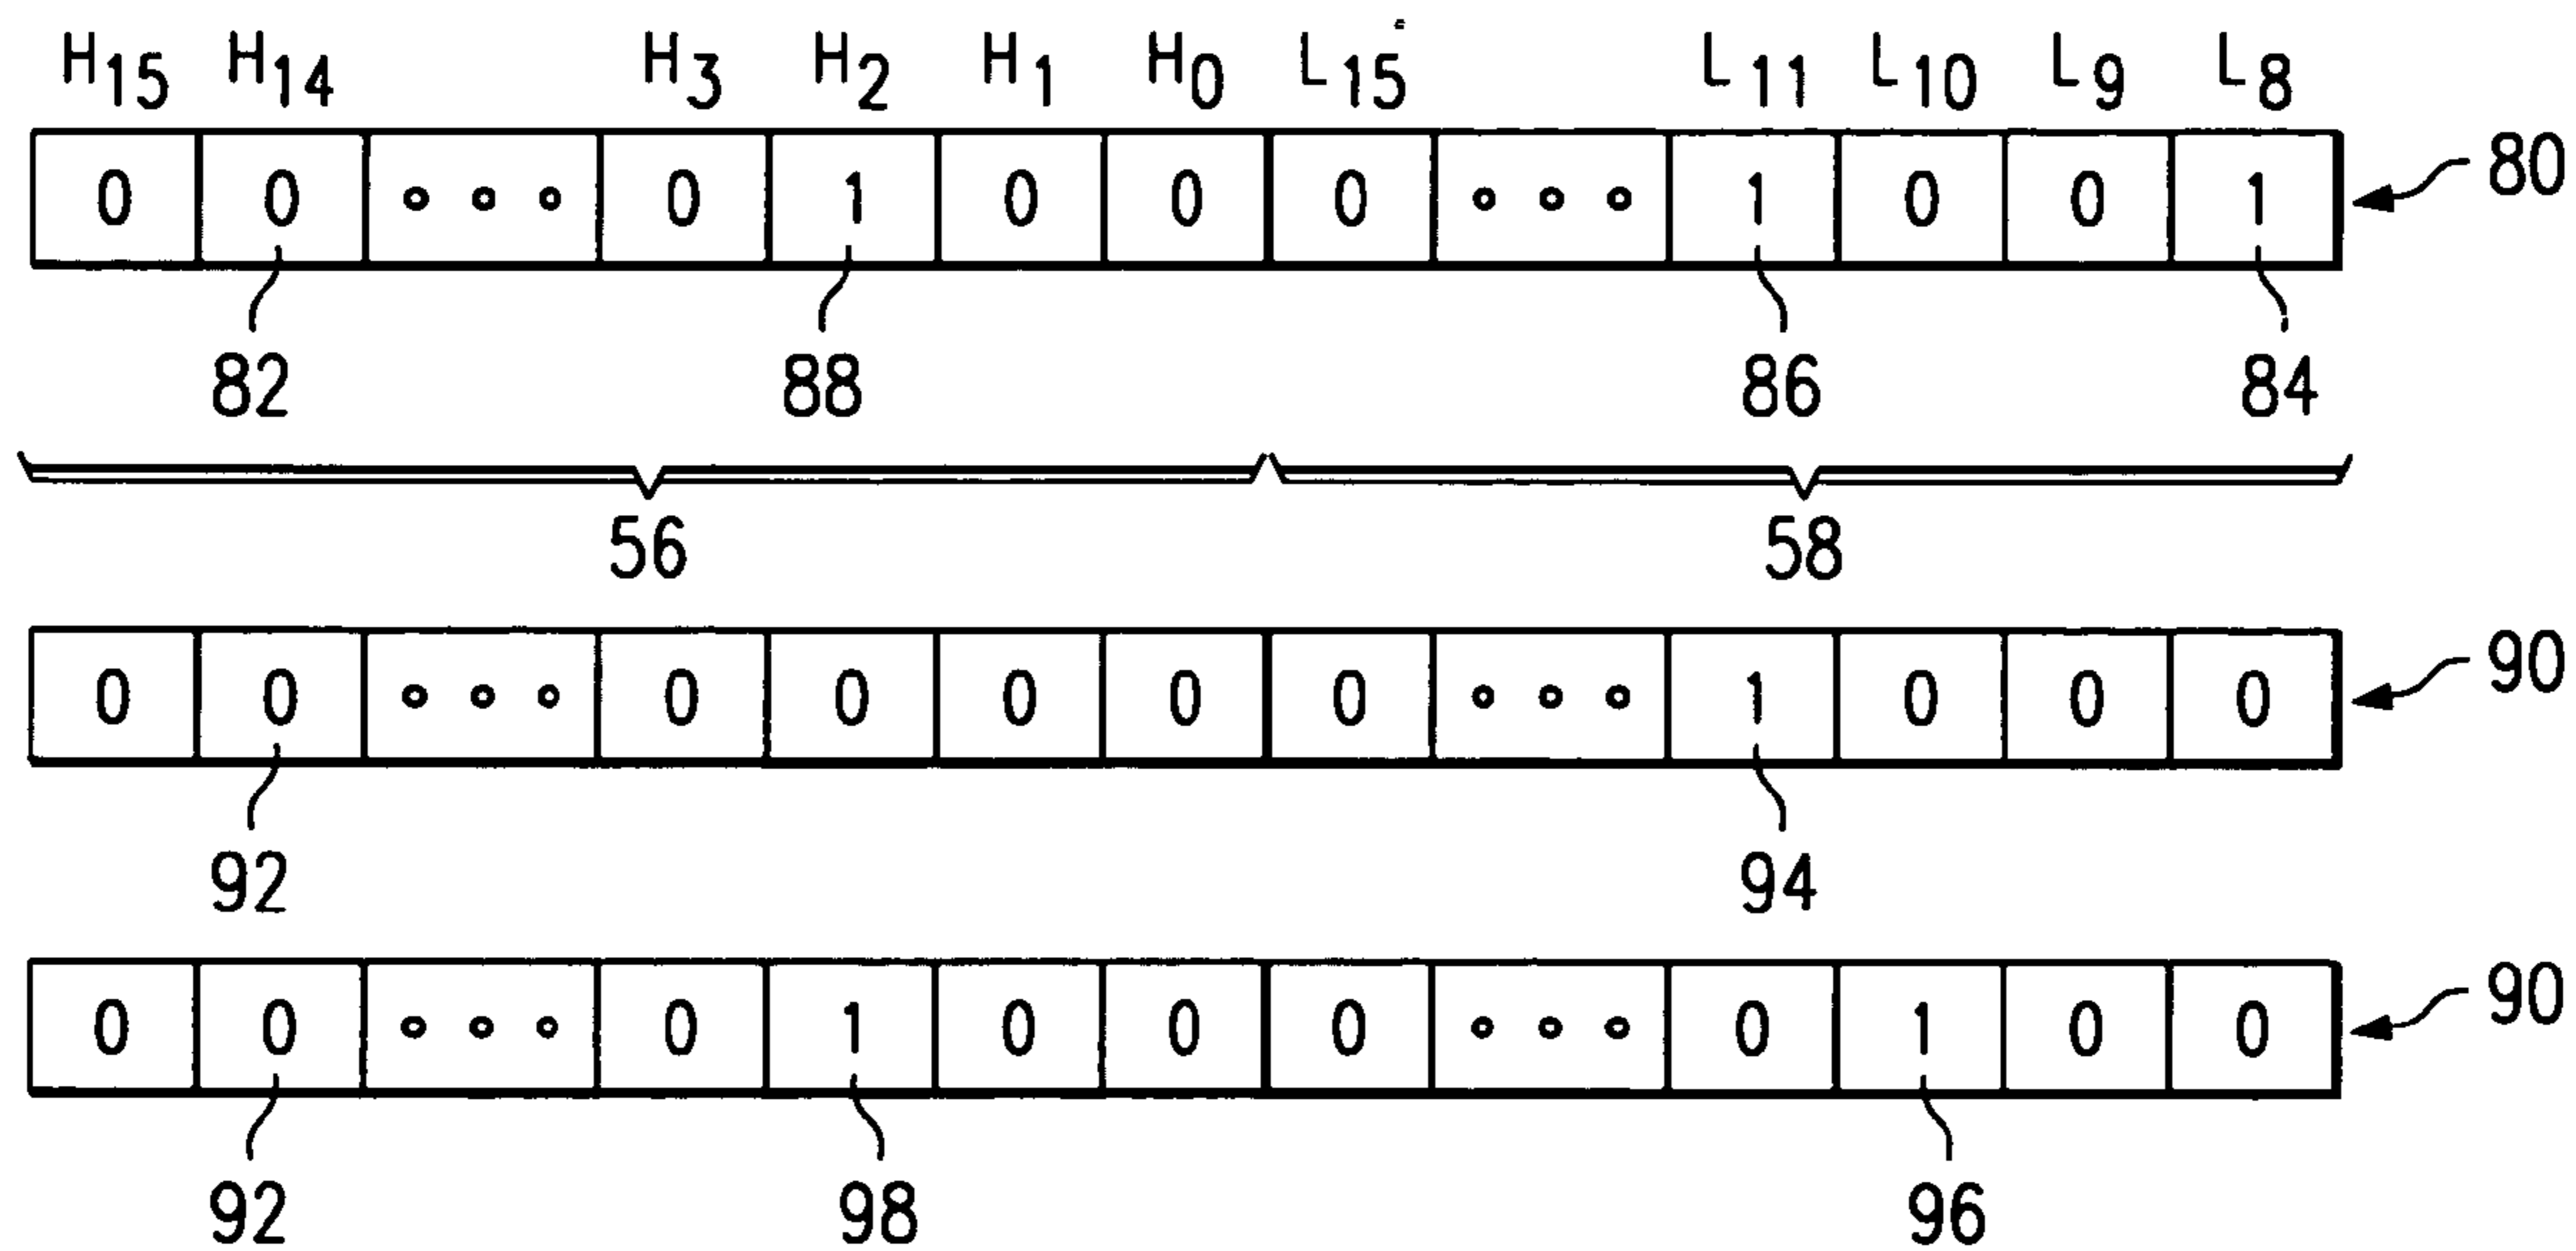 H15 H14 H3 H2 H1 H0 L15 L11 L10 L9 L8
0 0 ∘ ∘ ∘ 0 1 0 0 0 ∘ ∘ ∘ 1 0 0 1 80
82 88 86 84
56 58
0 0 ∘ ∘ ∘ 0 0 0 0 0 ∘ ∘ ∘ 1 0 0 0 90
92 94
0 0 ∘ ∘ ∘ 0 1 0 0 0 ∘ ∘ ∘ 0 1 0 0 90
92 98 96